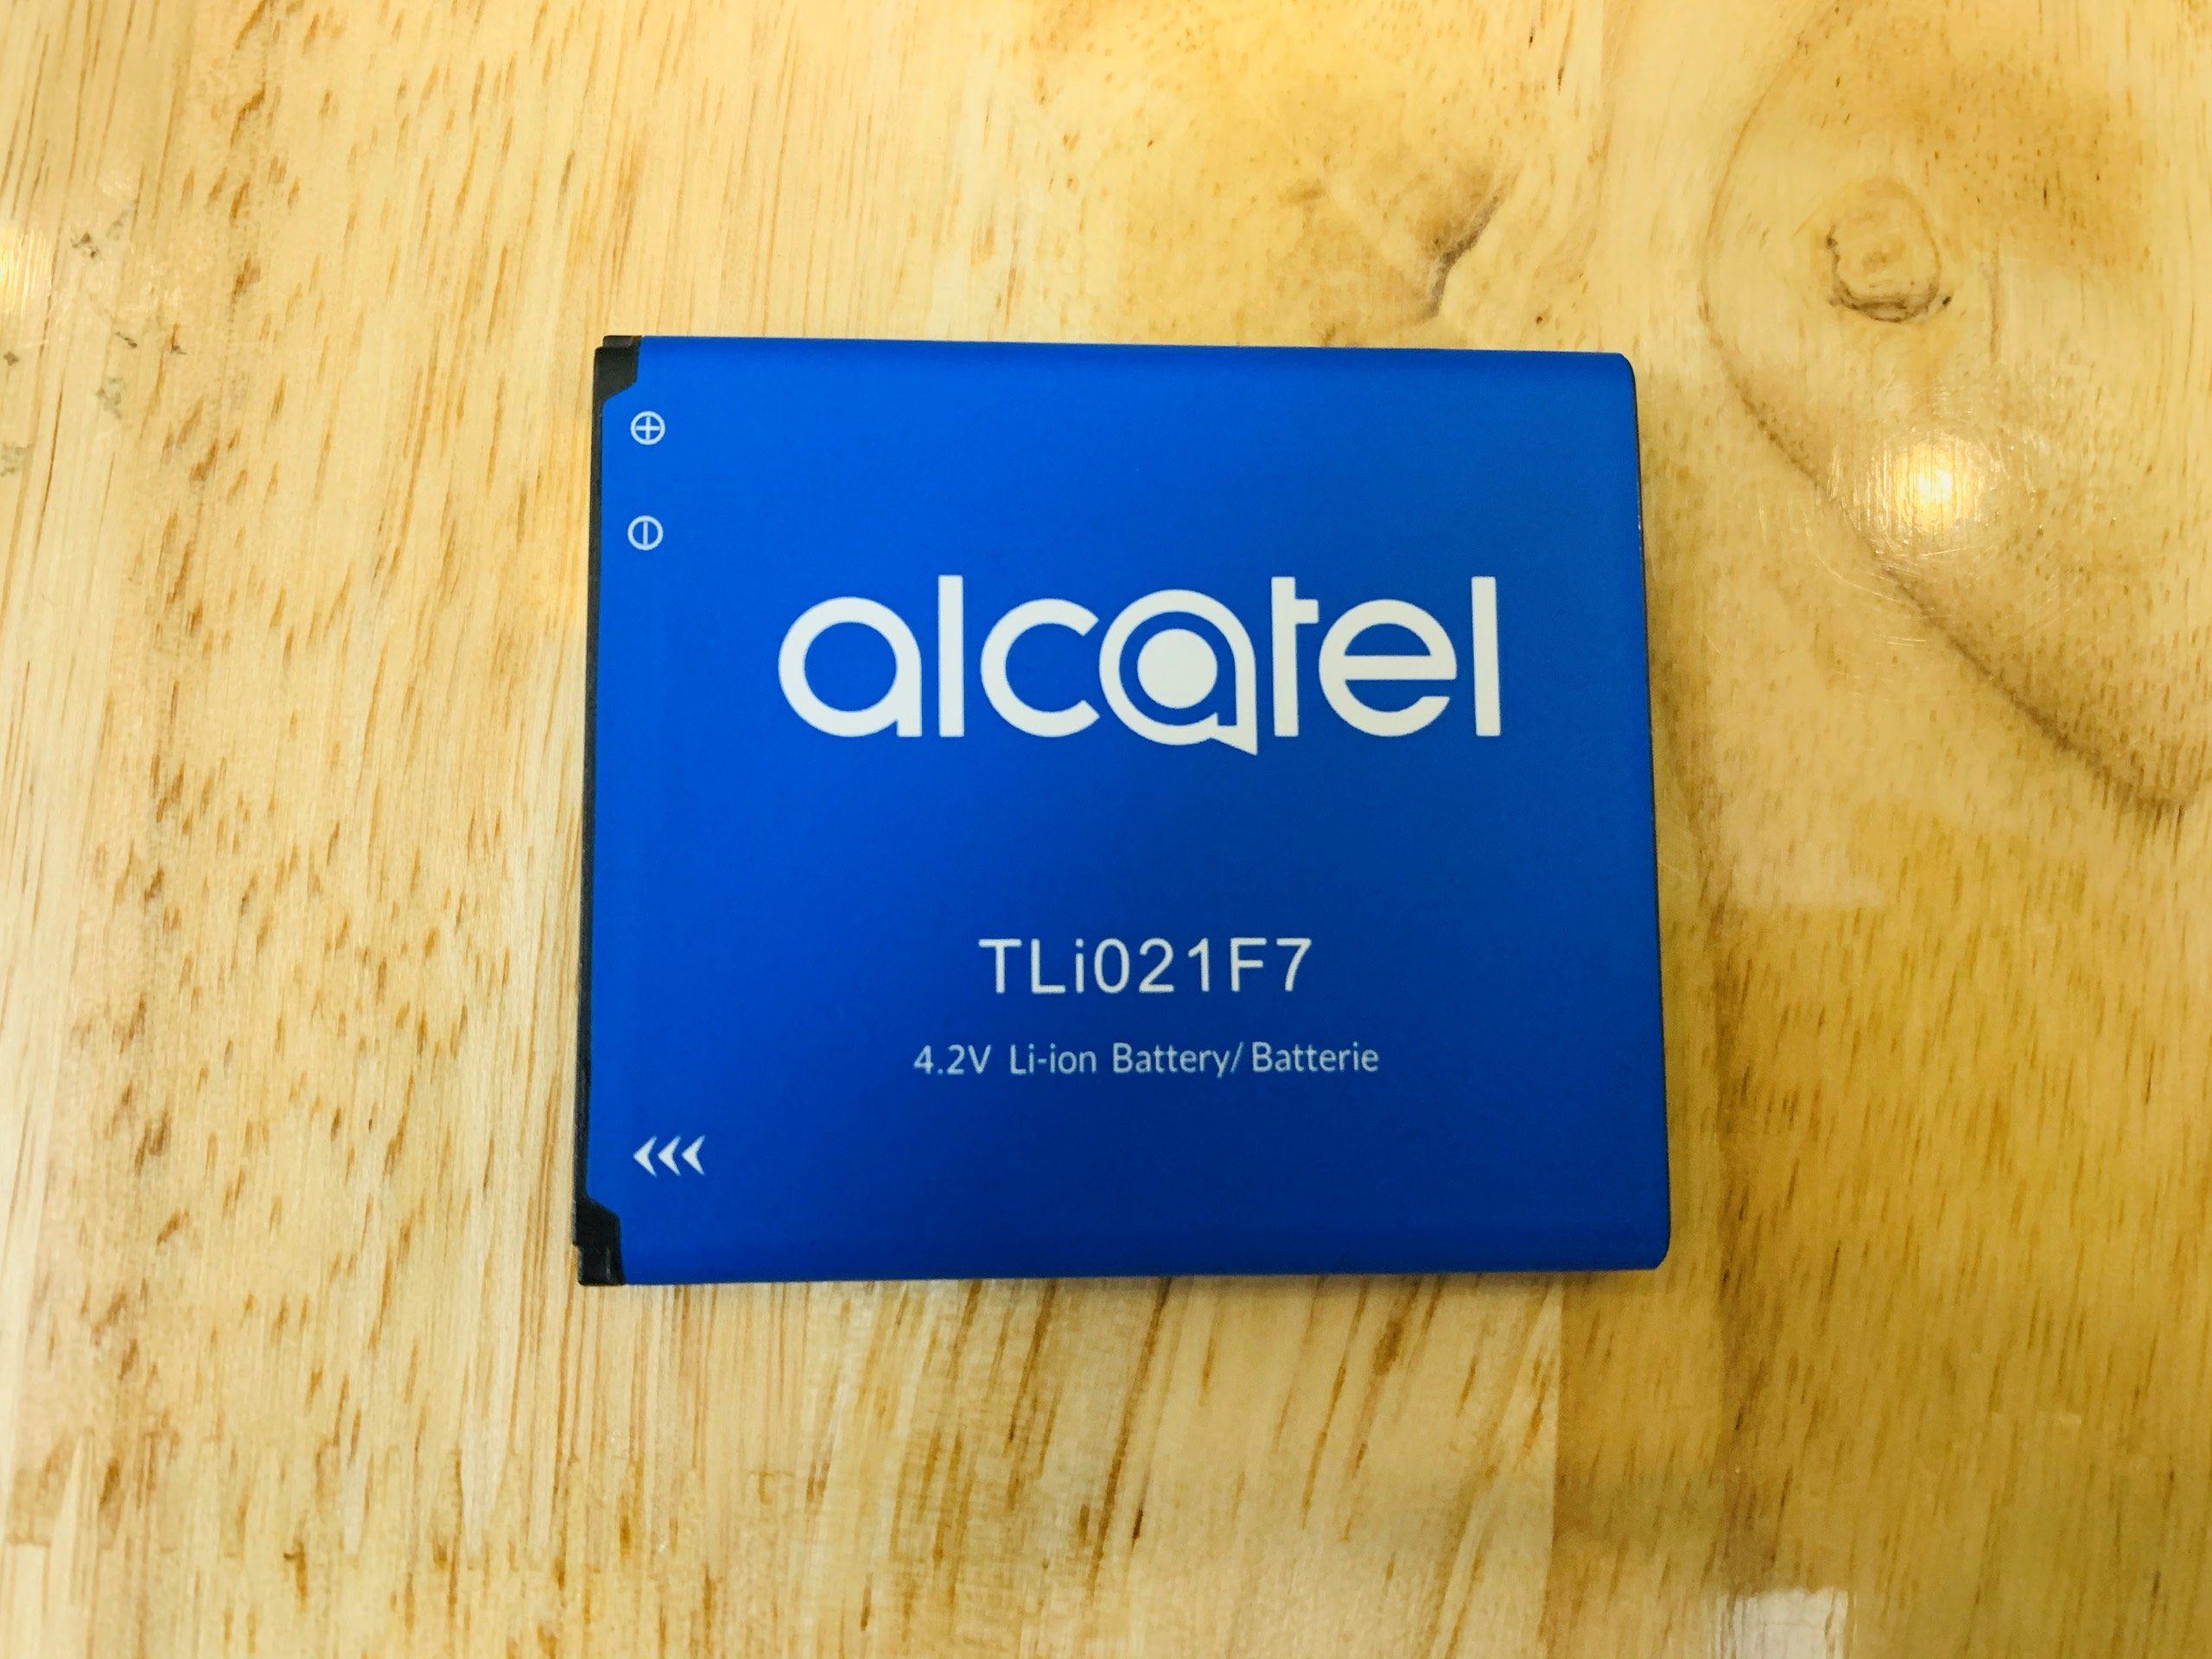 alcatel
TLi021F7
4.2V Li-ion Battery/Batterie